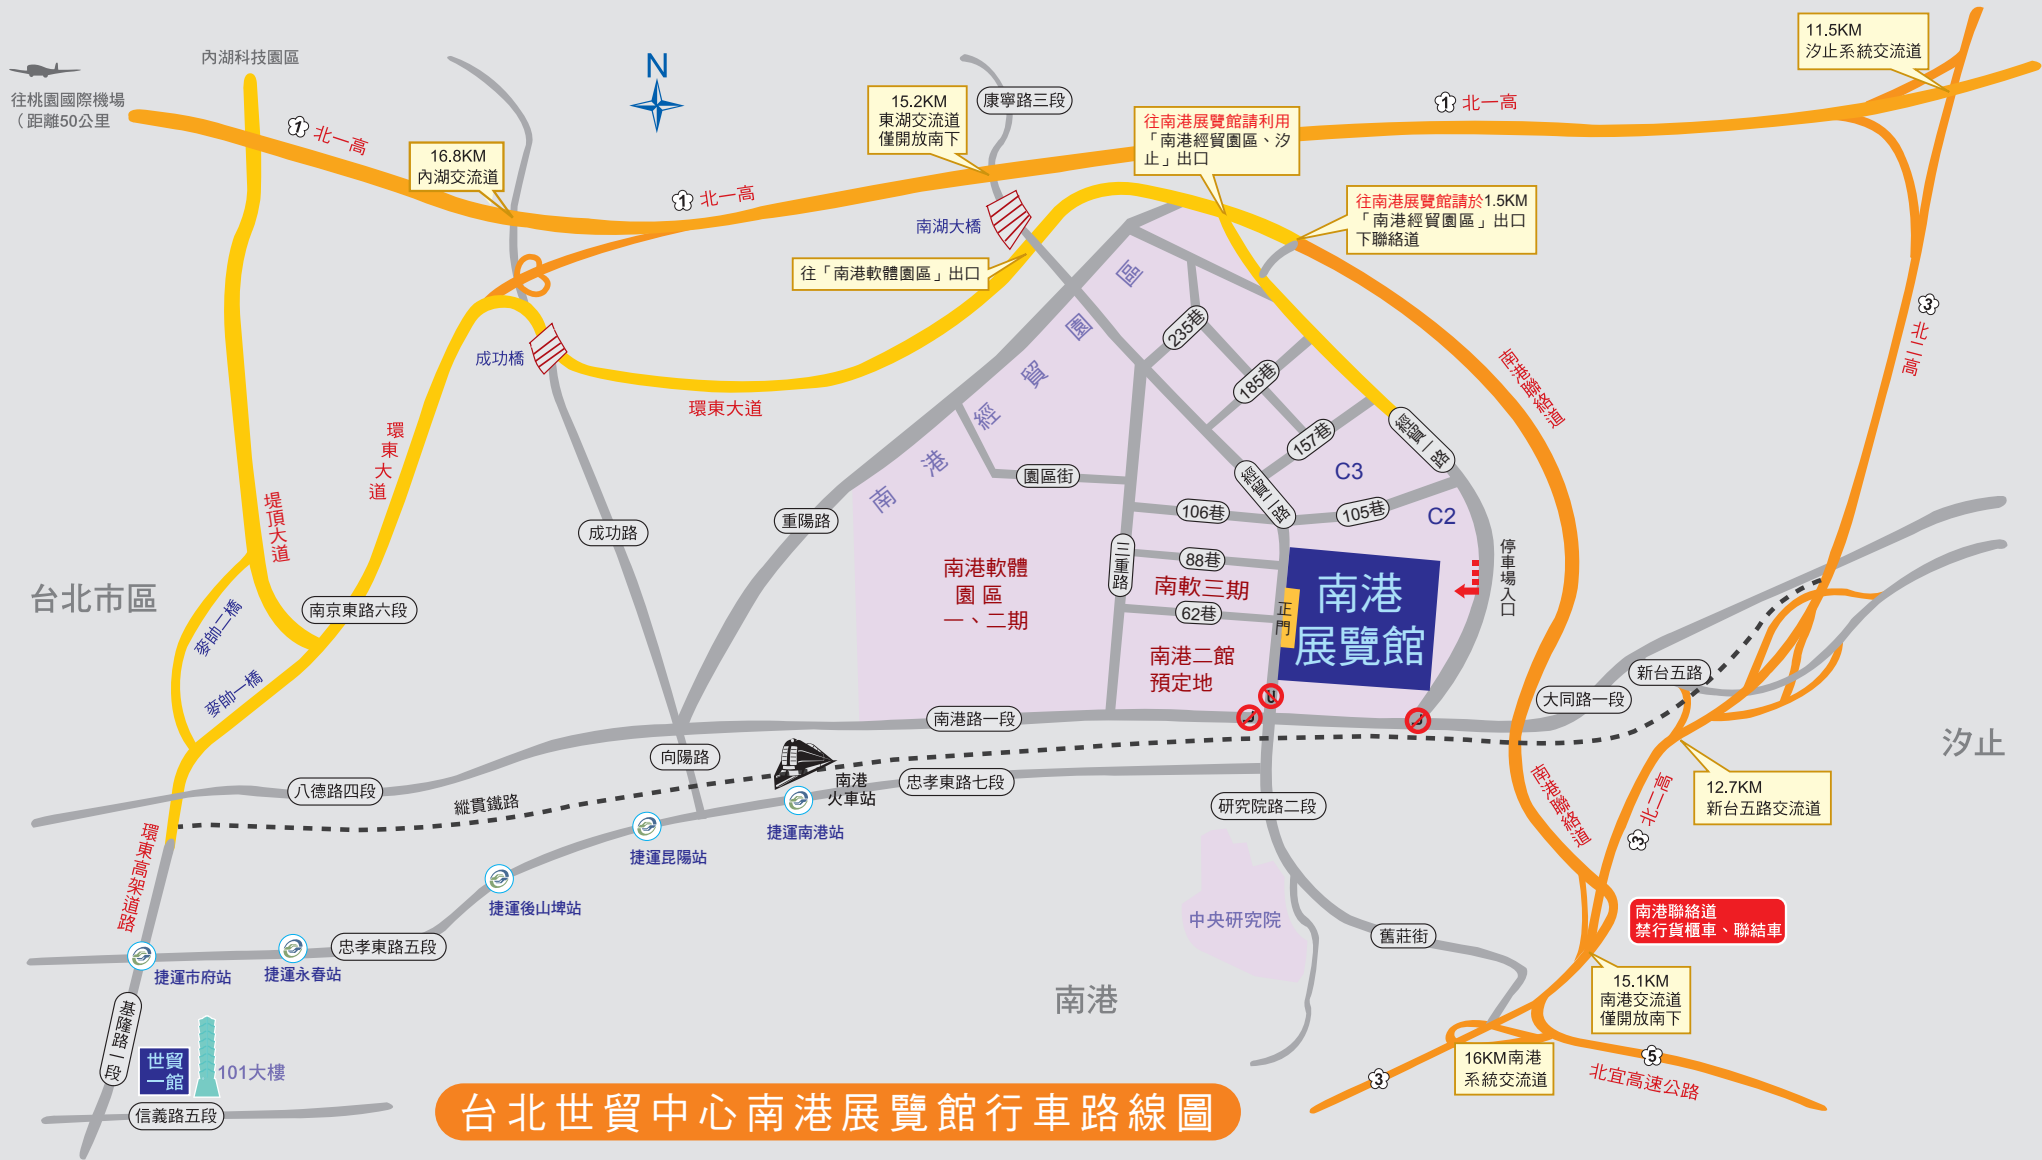 內湖科技園區
往桃園國際機場
（距離50公里
1
北一高
16.8KM
內湖交流道
N
15.2KM
東湖交流道
僅開放南下
康寧路三段
往南港展覽館請利用
「南港經貿園區、汐
止」出口
1
北一高
11.5KM
汐止系統交流道
1
北一高
往南港展覽館請於1.5KM
「南港經貿園區」出口
下聯絡道
南湖大橋
往「南港軟體園區」出口
成功橋
環東大道
環東大道
堤頂大道
南港經貿園區
235巷
185巷
157巷
經貿一路
經貿二路
C3
C2
105巷
106巷
88巷
62巷
園區街
三重路
重陽路
成功路
南港聯絡道
3
北二高
南港軟體
園區
一、二期
南軟三期
南港二館
預定地
正門
南港
展覽館
停車場入口
台北市區
南京東路六段
麥帥二橋
麥帥一橋
新台五路
大同路一段
南港路一段
汐止
向陽路
南港
火車站
忠孝東路七段
八德路四段
縱貫鐵路
研究院路二段
南港聯絡道
3
北二高
12.7KM
新台五路交流道
捷運南港站
捷運昆陽站
捷運後山埤站
環東高架道路
忠孝東路五段
捷運市府站
捷運永春站
中央研究院
舊莊街
南港聯絡道
禁行貨櫃車、聯結車
15.1KM
南港交流道
僅開放南下
南港
基隆路一段
世貿
一館
101大樓
信義路五段
16KM南港
系統交流道
3
5
北宜高速公路
台北世貿中心南港展覽館行車路線圖